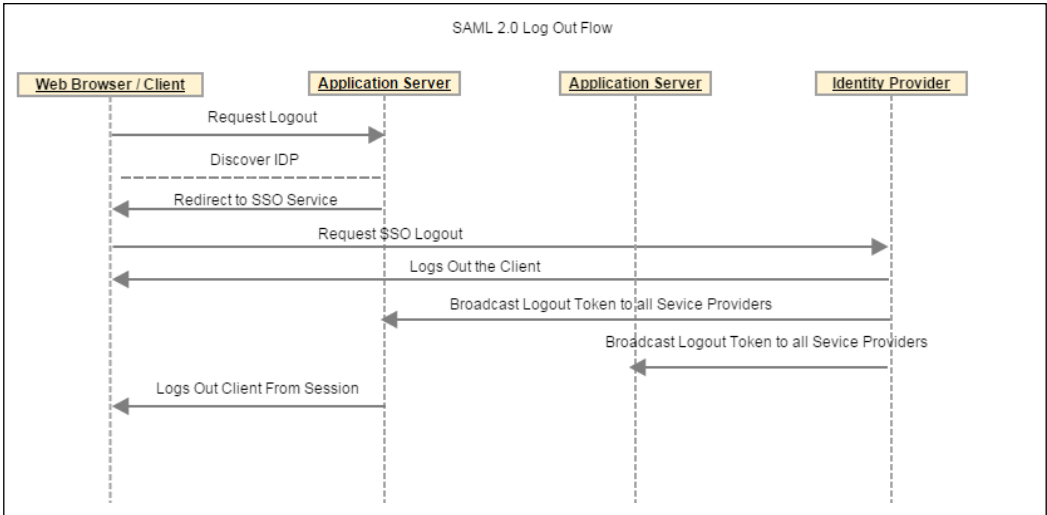 SAML 2.0 Log Out Flow
Web Browser / Client
Application Server
Application Server
Identity Provider
Request Logout
Discover IDP
Redirect to SSO Service
Request SSO Logout
Logs Out the Client
Broadcast Logout Token to all Sevice Providers
Broadcast Logout Token to all Sevice Providers
Logs Out Client From Session